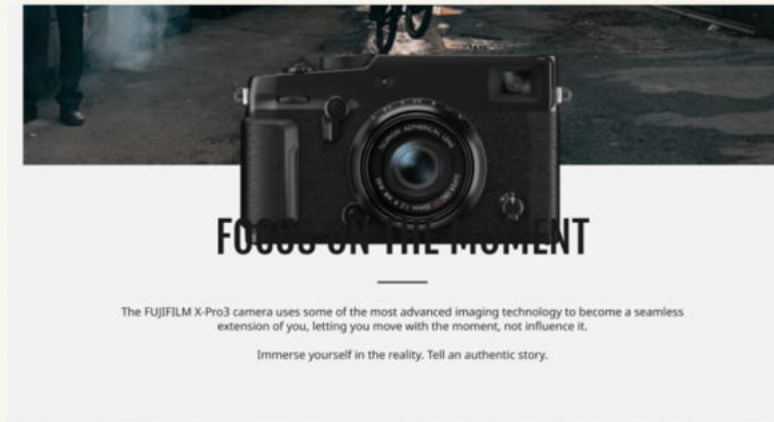 FOCUS ON THE MOMENT
The FUJIFILM X-Pro3 camera uses some of the most advanced imaging technology to become a seamless
extension of you, letting you move with the moment, not influence it.
Immerse yourself in the reality. Tell an authentic story.